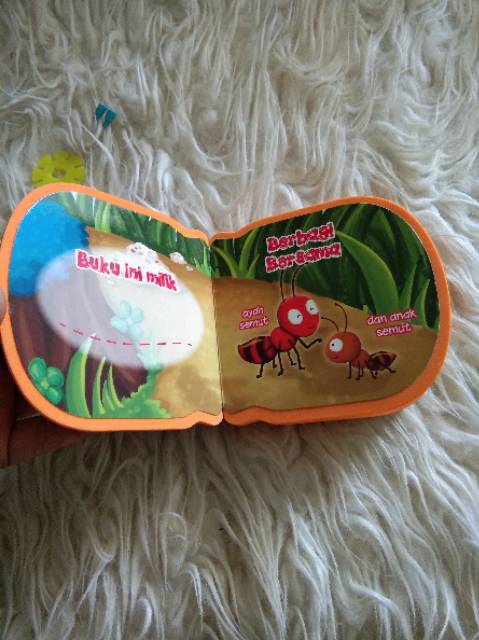 Buku ini milik
Berbagi
Bersama
ayah
semut
dan anak
semut